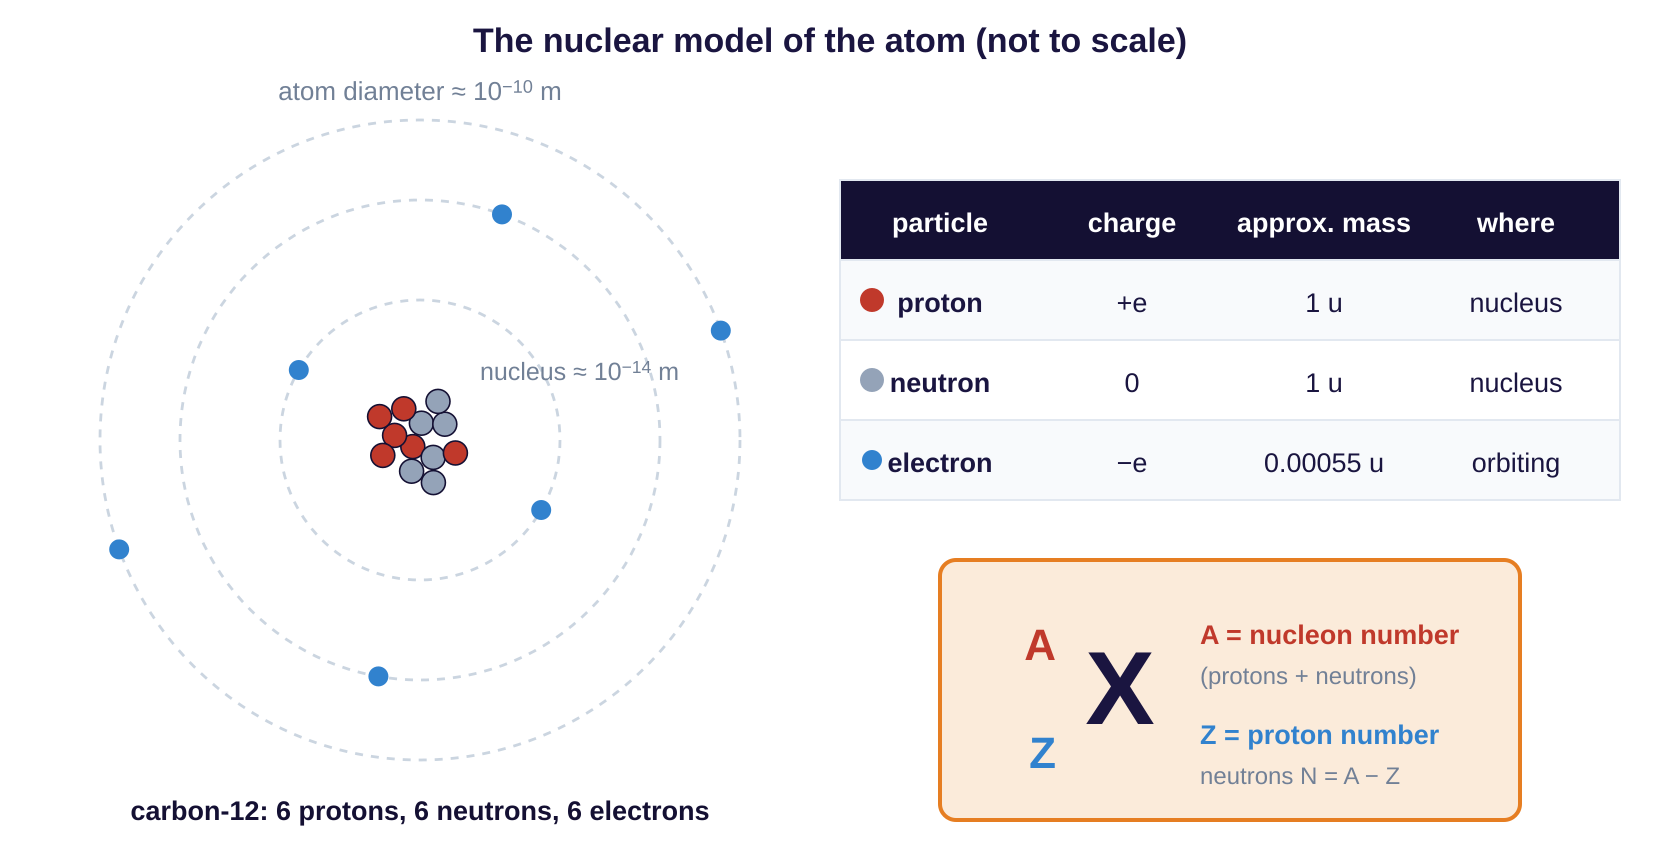 The nuclear model of the atom (not to scale)
atom diameter ≈ 10⁻¹⁰ m
nucleus ≈ 10⁻¹⁴ m
carbon-12: 6 protons, 6 neutrons, 6 electrons
particle charge approx. mass where
proton +e 1 u nucleus
neutron 0 1 u nucleus
electron −e 0.00055 u orbiting
A
X
Z
A = nucleon number
(protons + neutrons)
Z = proton number
neutrons N = A − Z